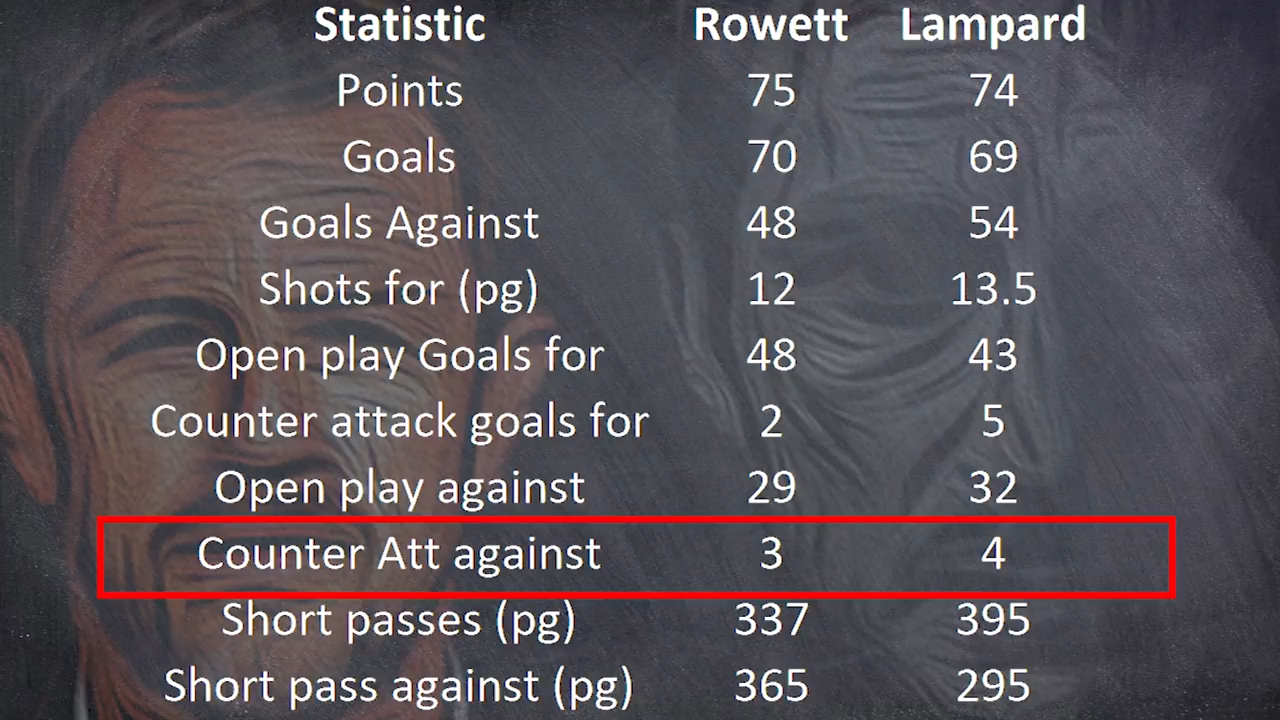 Statistic Rowett Lampard
Points 75 74
Goals 70 69
Goals Against 48 54
Shots for (pg) 12 13.5
Open play Goals for 48 43
Counter attack goals for 2 5
Open play against 29 32
Counter Att against 3 4
Short passes (pg) 337 395
Short pass against (pg) 365 295